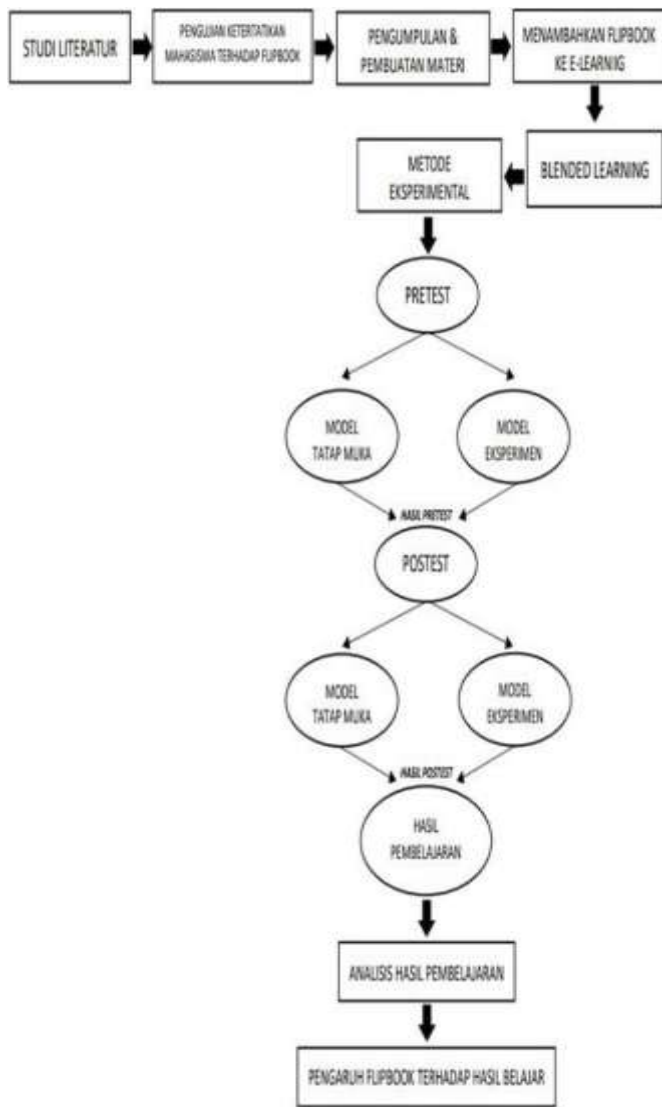 STUDI LITERATUR
PENGUJIAN KETERTATIKAN
MAHASISWA TERHADAP FLIPBOOK
PENGUMPULAN &
PEMBUATAN MATERI
MENAMBAHKAN FLIPBOOK
KE E-LEARNIIG
BLENDED LEARNING
METODE
EKSPERIMENTAL
PRETEST
MODEL
TATAP MUKA
MODEL
EKSPERIMEN
HASIL PRETEST
POSTEST
MODEL
TATAP MUKA
MODEL
EKSPERIMEN
HASIL POSTEST
HASIL
PEMBELAJARAN
ANALISIS HASIL PEMBELAJARAN
PENGARUH FLIPBOOK TERHADAP HASIL BELAJAR